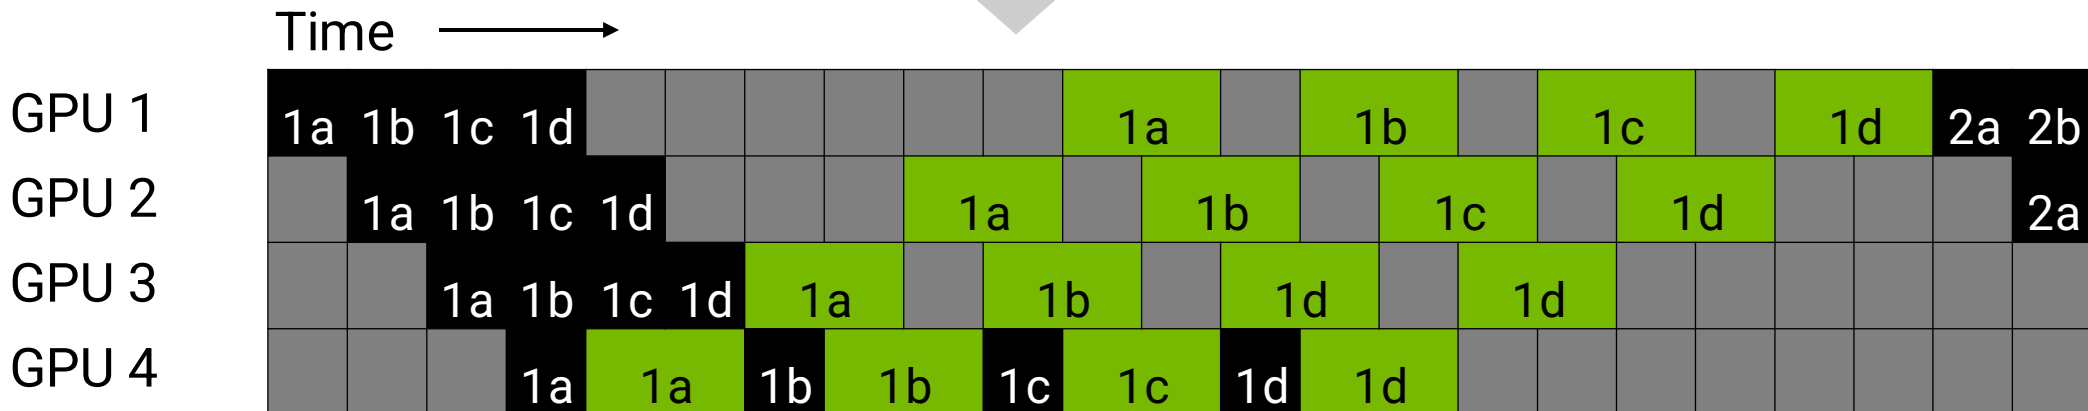 Time
GPU 1 1a 1b 1c 1d 1a 1b 1c 1d 2a 2b
GPU 2 1a 1b 1c 1d 1a 1b 1c 1d 2a
GPU 3 1a 1b 1c 1d 1a 1b 1d 1d
GPU 4 1a 1a 1b 1b 1c 1c 1d 1d